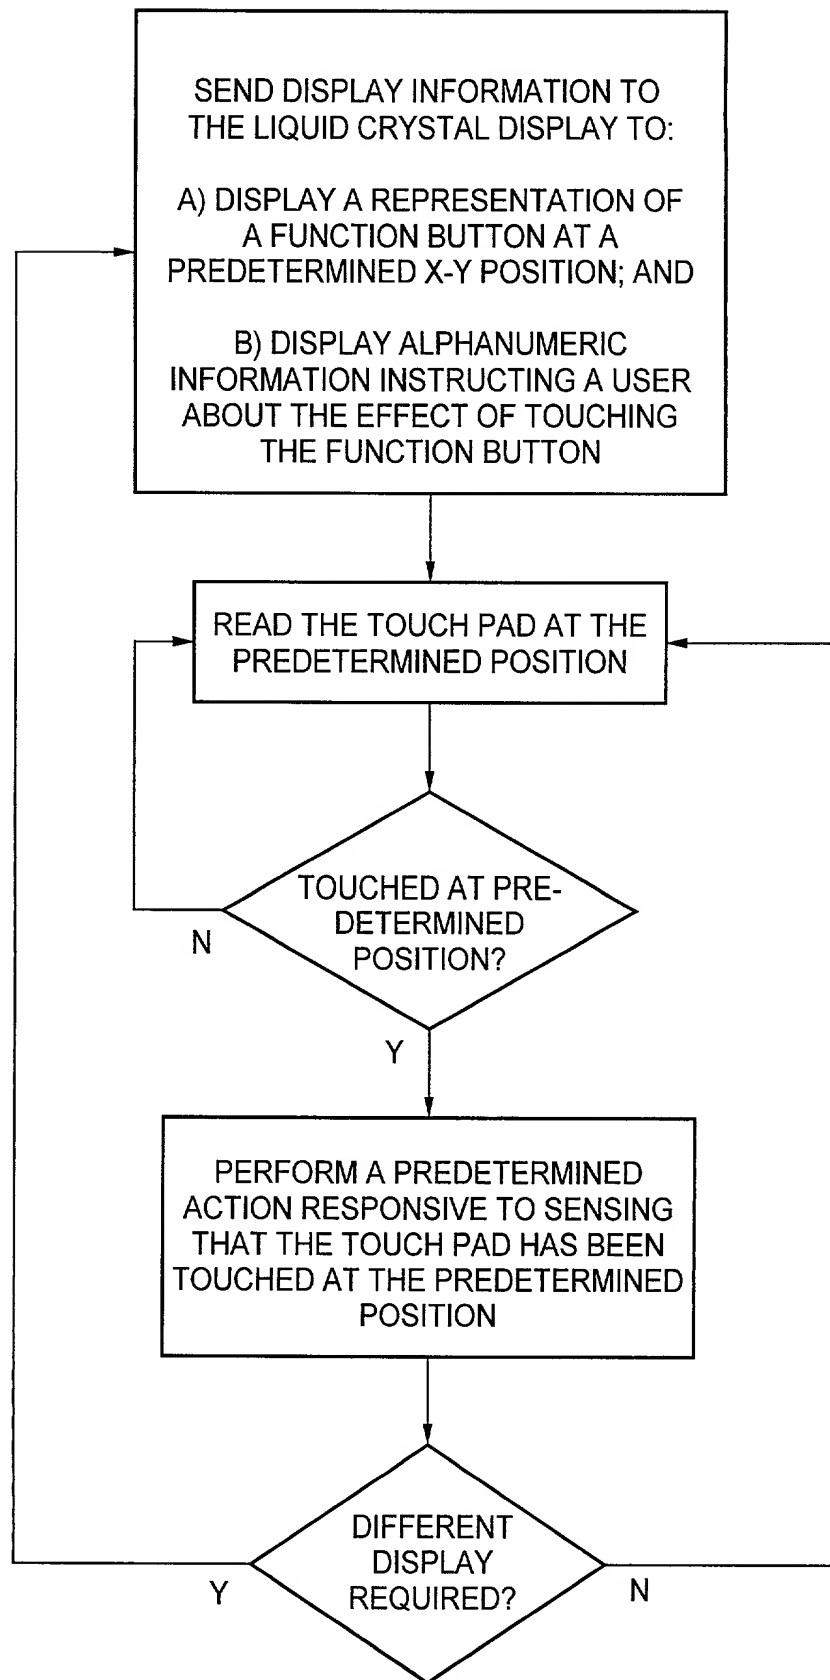 SEND DISPLAY INFORMATION TO
THE LIQUID CRYSTAL DISPLAY TO:
A) DISPLAY A REPRESENTATION OF
A FUNCTION BUTTON AT A
PREDETERMINED X-Y POSITION; AND
B) DISPLAY ALPHANUMERIC
INFORMATION INSTRUCTING A USER
ABOUT THE EFFECT OF TOUCHING
THE FUNCTION BUTTON
READ THE TOUCH PAD AT THE
PREDETERMINED POSITION
TOUCHED AT PRE-
DETERMINED
POSITION?
N
Y
PERFORM A PREDETERMINED
ACTION RESPONSIVE TO SENSING
THAT THE TOUCH PAD HAS BEEN
TOUCHED AT THE PREDETERMINED
POSITION
DIFFERENT
DISPLAY
REQUIRED?
Y
N